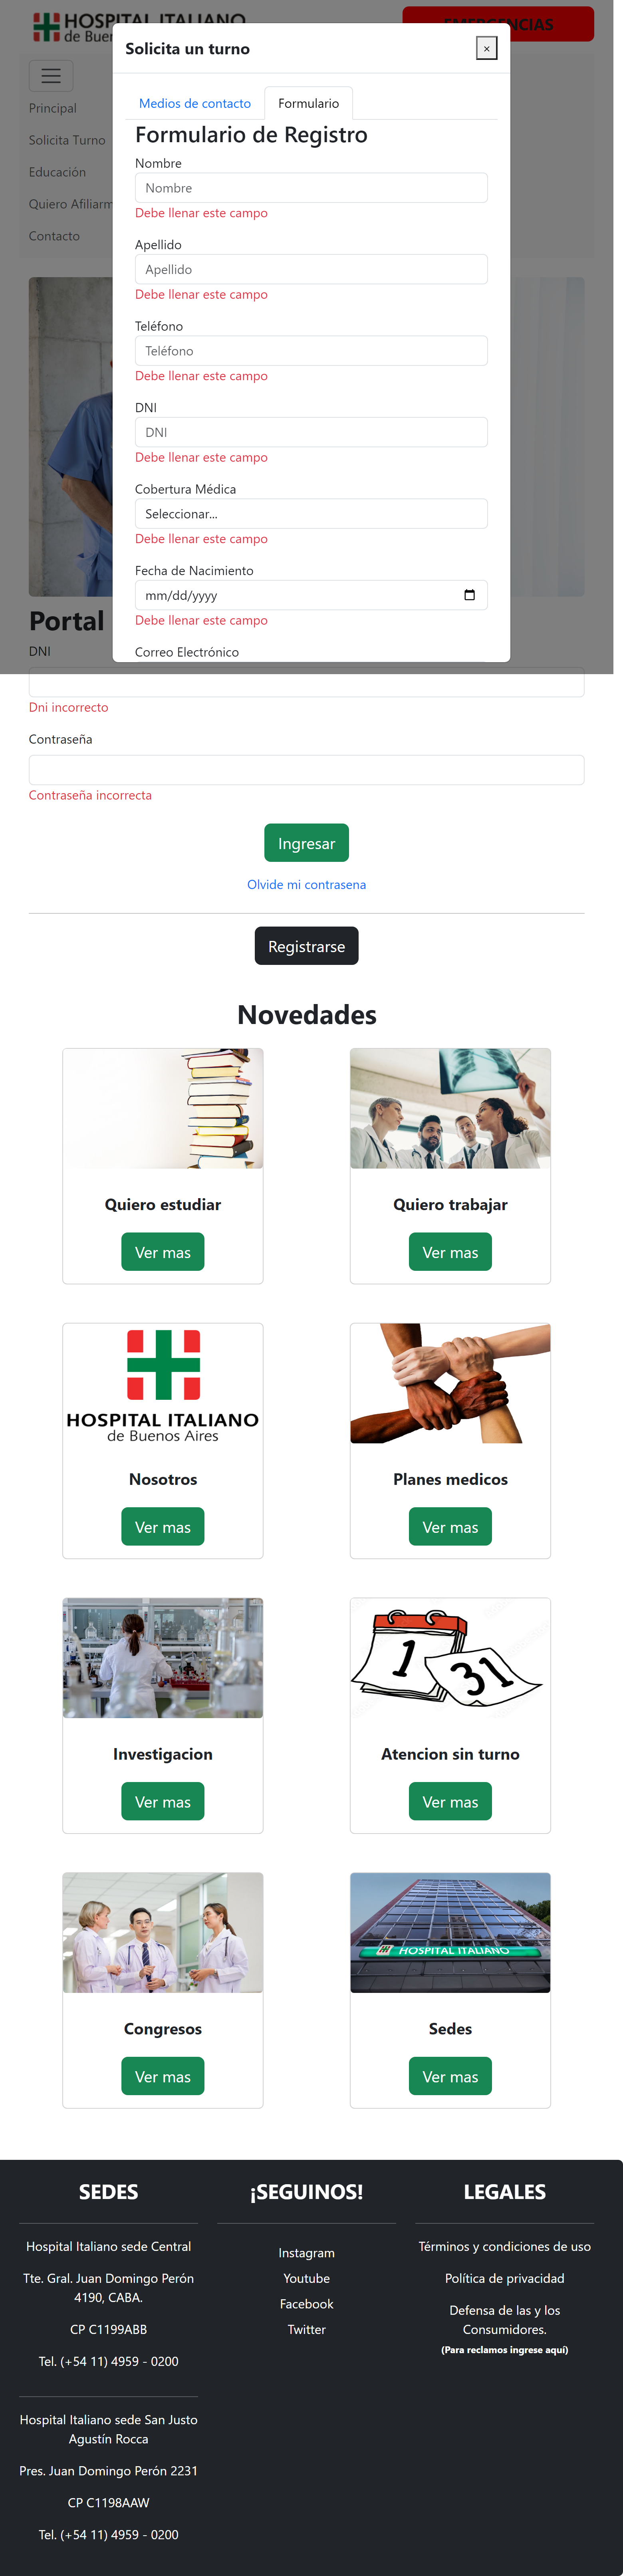 HOSPITAL ITALIANO
de Buen
EMERGENCIAS
Solicita un turno
×
Principal
Solicita Turno
Educación
Quiero Afiliarm
Contacto
Medios de contacto
Formulario
Formulario de Registro
Nombre
Nombre
Debe llenar este campo
Apellido
Apellido
Debe llenar este campo
Teléfono
Teléfono
Debe llenar este campo
DNI
DNI
Debe llenar este campo
Cobertura Médica
Seleccionar...
Debe llenar este campo
Fecha de Nacimiento
mm/dd/yyyy
Debe llenar este campo
Correo Electrónico
Portal
DNI
Dni incorrecto
Contraseña
Contraseña incorrecta
Ingresar
Olvide mi contrasena
Registrarse
Novedades
Quiero estudiar
Ver mas
Quiero trabajar
Ver mas
HOSPITAL ITALIANO
de Buenos Aires
Nosotros
Ver mas
Planes medicos
Ver mas
Investigacion
Ver mas
1
31
Atencion sin turno
Ver mas
Congresos
Ver mas
HOSPITAL ITALIANO
Sedes
Ver mas
SEDES
Hospital Italiano sede Central
Tte. Gral. Juan Domingo Perón
4190, CABA.
CP C1199ABB
Tel. (+54 11) 4959 - 0200
Hospital Italiano sede San Justo
Agustín Rocca
Pres. Juan Domingo Perón 2231
CP C1198AAW
Tel. (+54 11) 4959 - 0200
¡SEGUINOS!
Instagram
Youtube
Facebook
Twitter
LEGALES
Términos y condiciones de uso
Política de privacidad
Defensa de las y los
Consumidores.
(Para reclamos ingrese aquí)